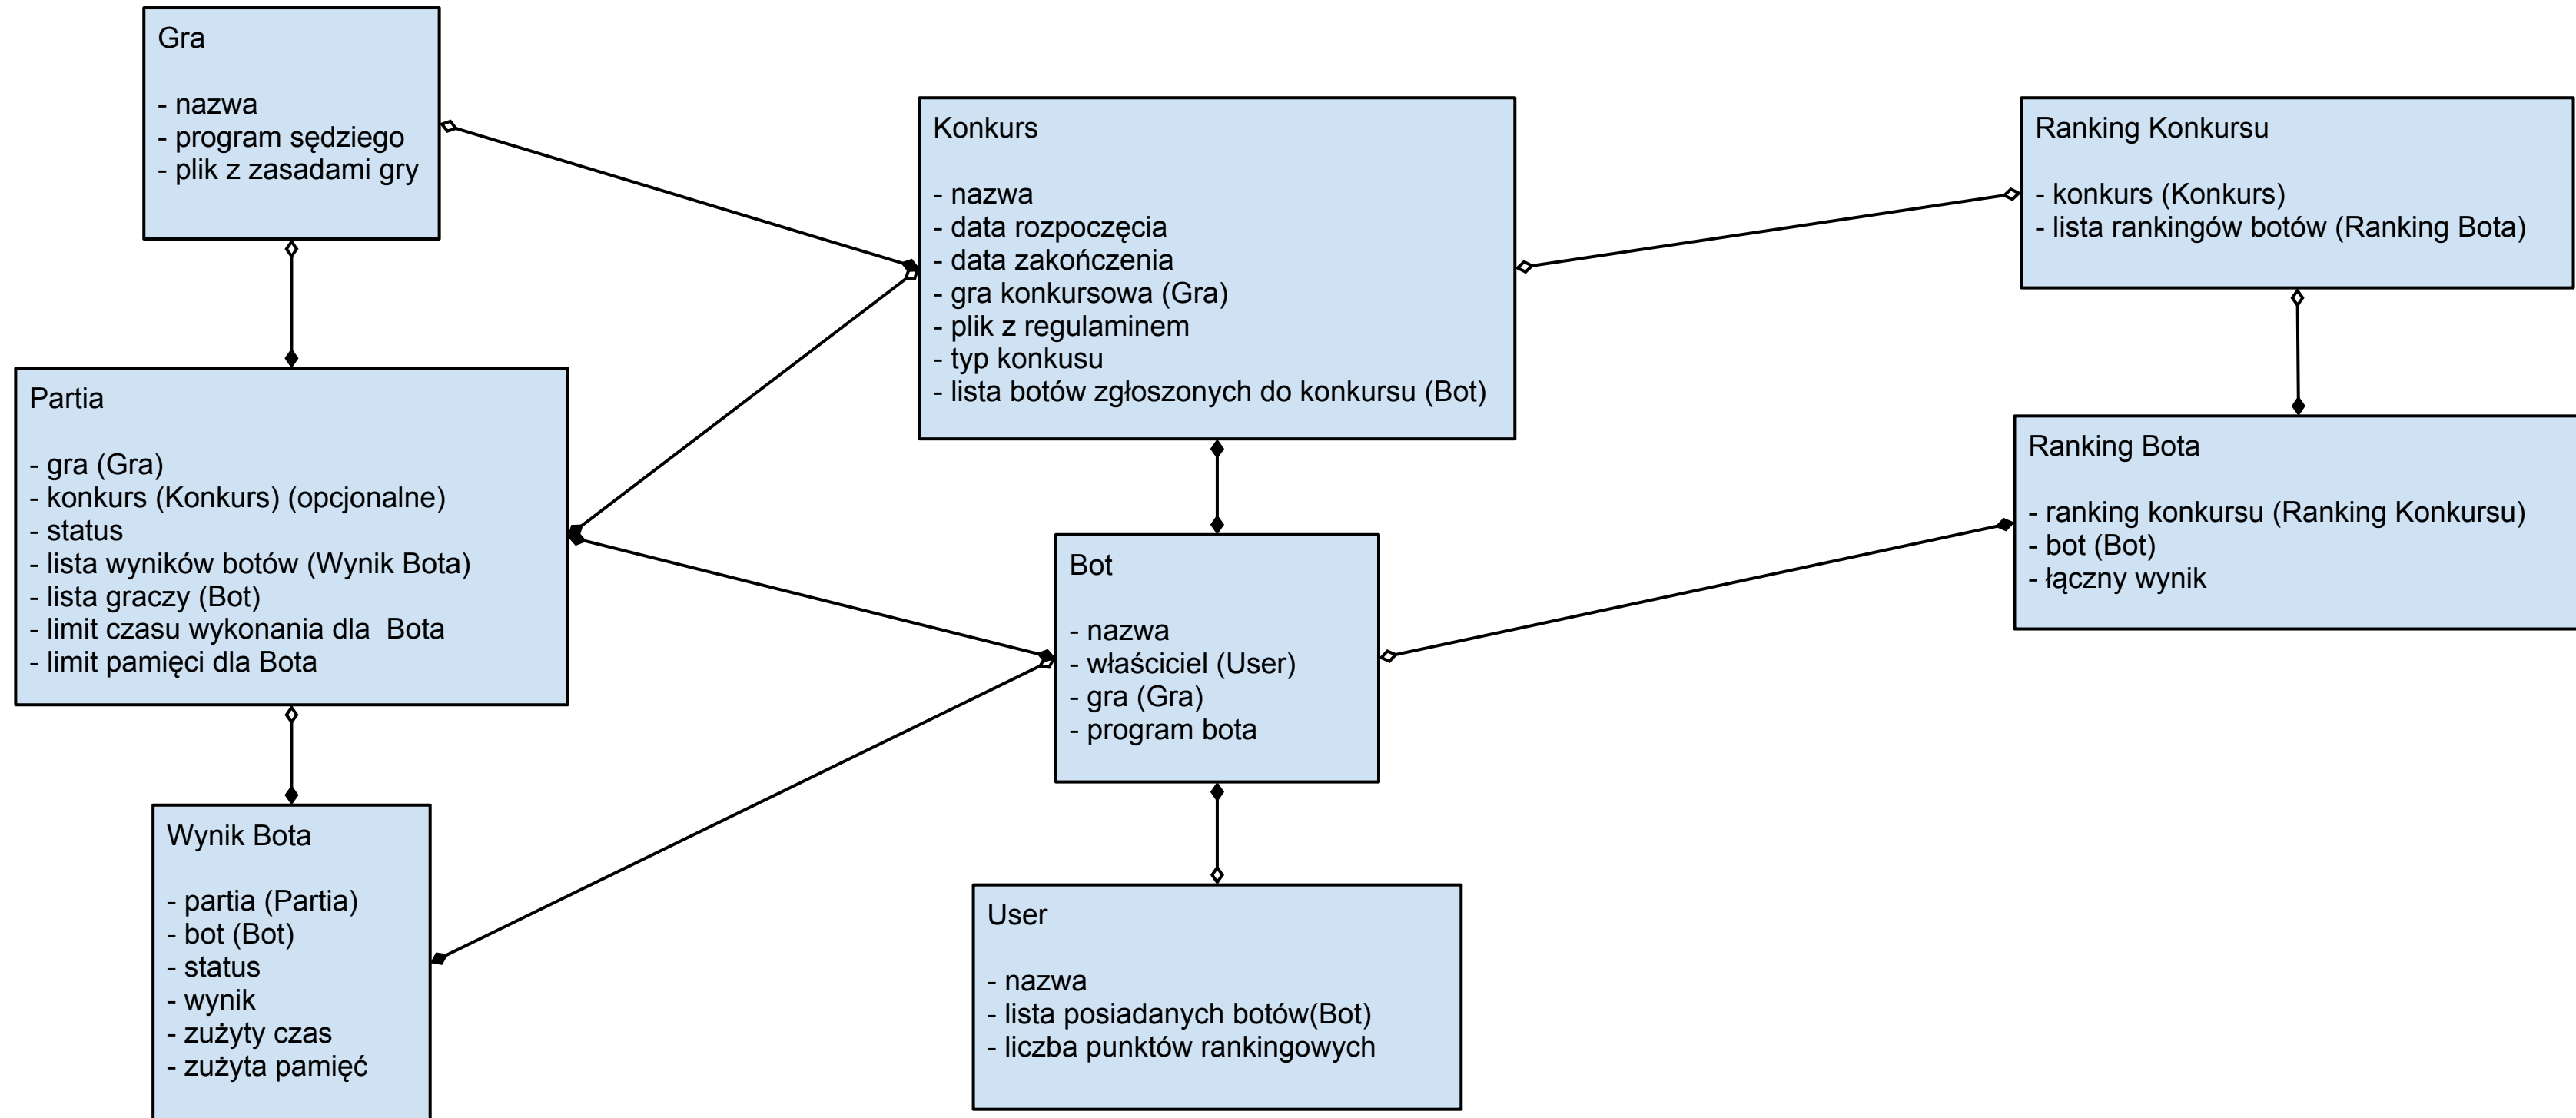 Gra
- nazwa
- program sędziego
- plik z zasadami gry
Konkurs
- nazwa
- data rozpoczęcia
- data zakończenia
- gra konkursowa (Gra)
- plik z regulaminem
- typ konkusu
- lista botów zgłoszonych do konkursu (Bot)
Ranking Konkursu
- konkurs (Konkurs)
- lista rankingów botów (Ranking Bota)
Partia
- gra (Gra)
- konkurs (Konkurs) (opcjonalne)
- status
- lista wyników botów (Wynik Bota)
- lista graczy (Bot)
- limit czasu wykonania dla  Bota
- limit pamięci dla Bota
Bot
- nazwa
- właściciel (User)
- gra (Gra)
- program bota
Ranking Bota
- ranking konkursu (Ranking Konkursu)
- bot (Bot)
- łączny wynik
Wynik Bota
- partia (Partia)
- bot (Bot)
- status
- wynik
- zużyty czas
- zużyta pamięć
User
- nazwa
- lista posiadanych botów(Bot)
- liczba punktów rankingowych